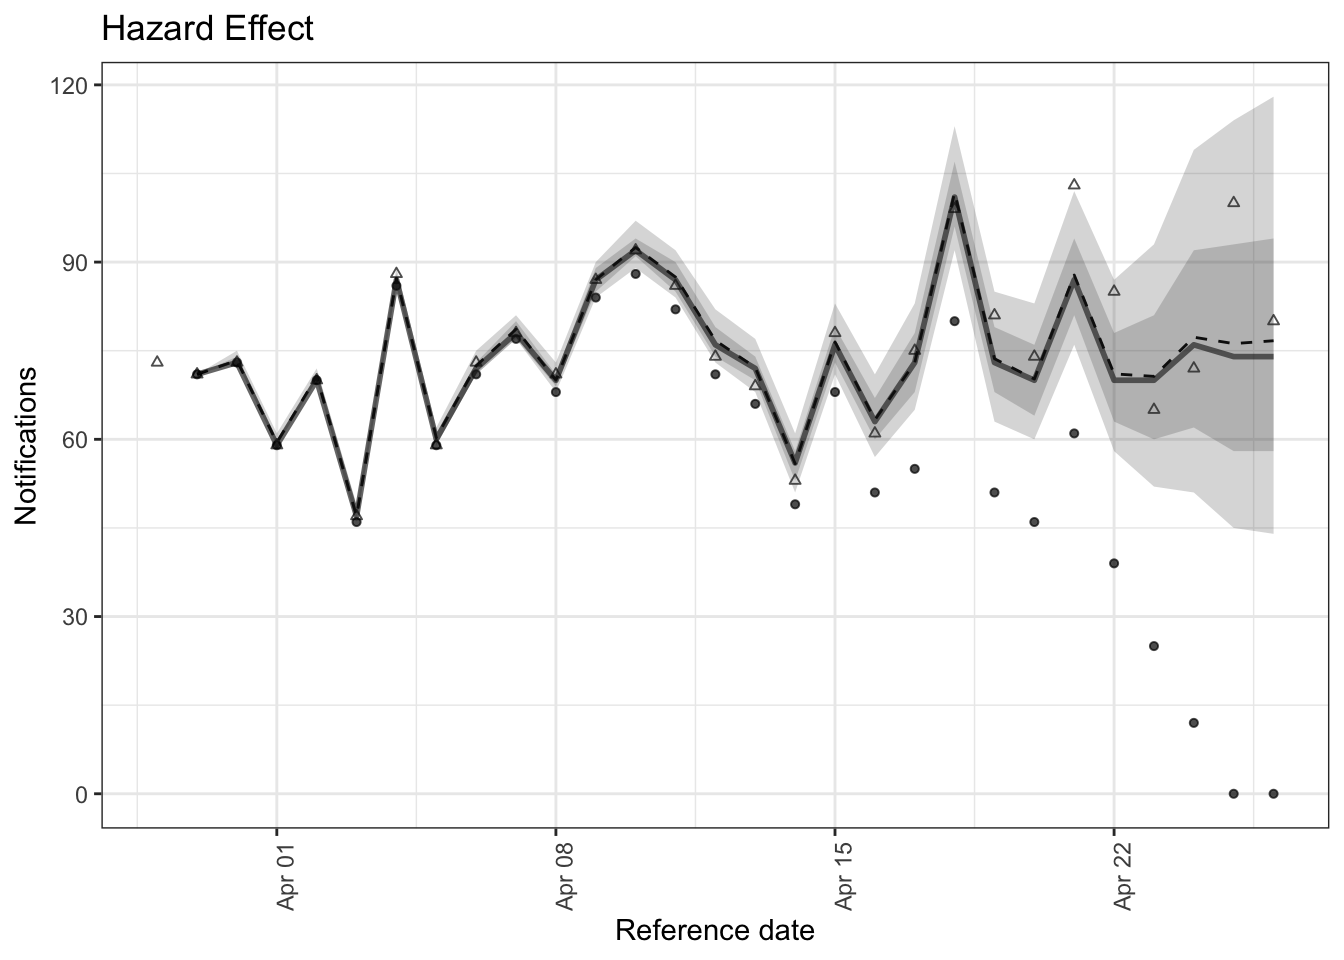 Hazard Effect
120
90
60
30
0
Notifications
Apr 01
Apr 08
Apr 15
Apr 22
Reference date